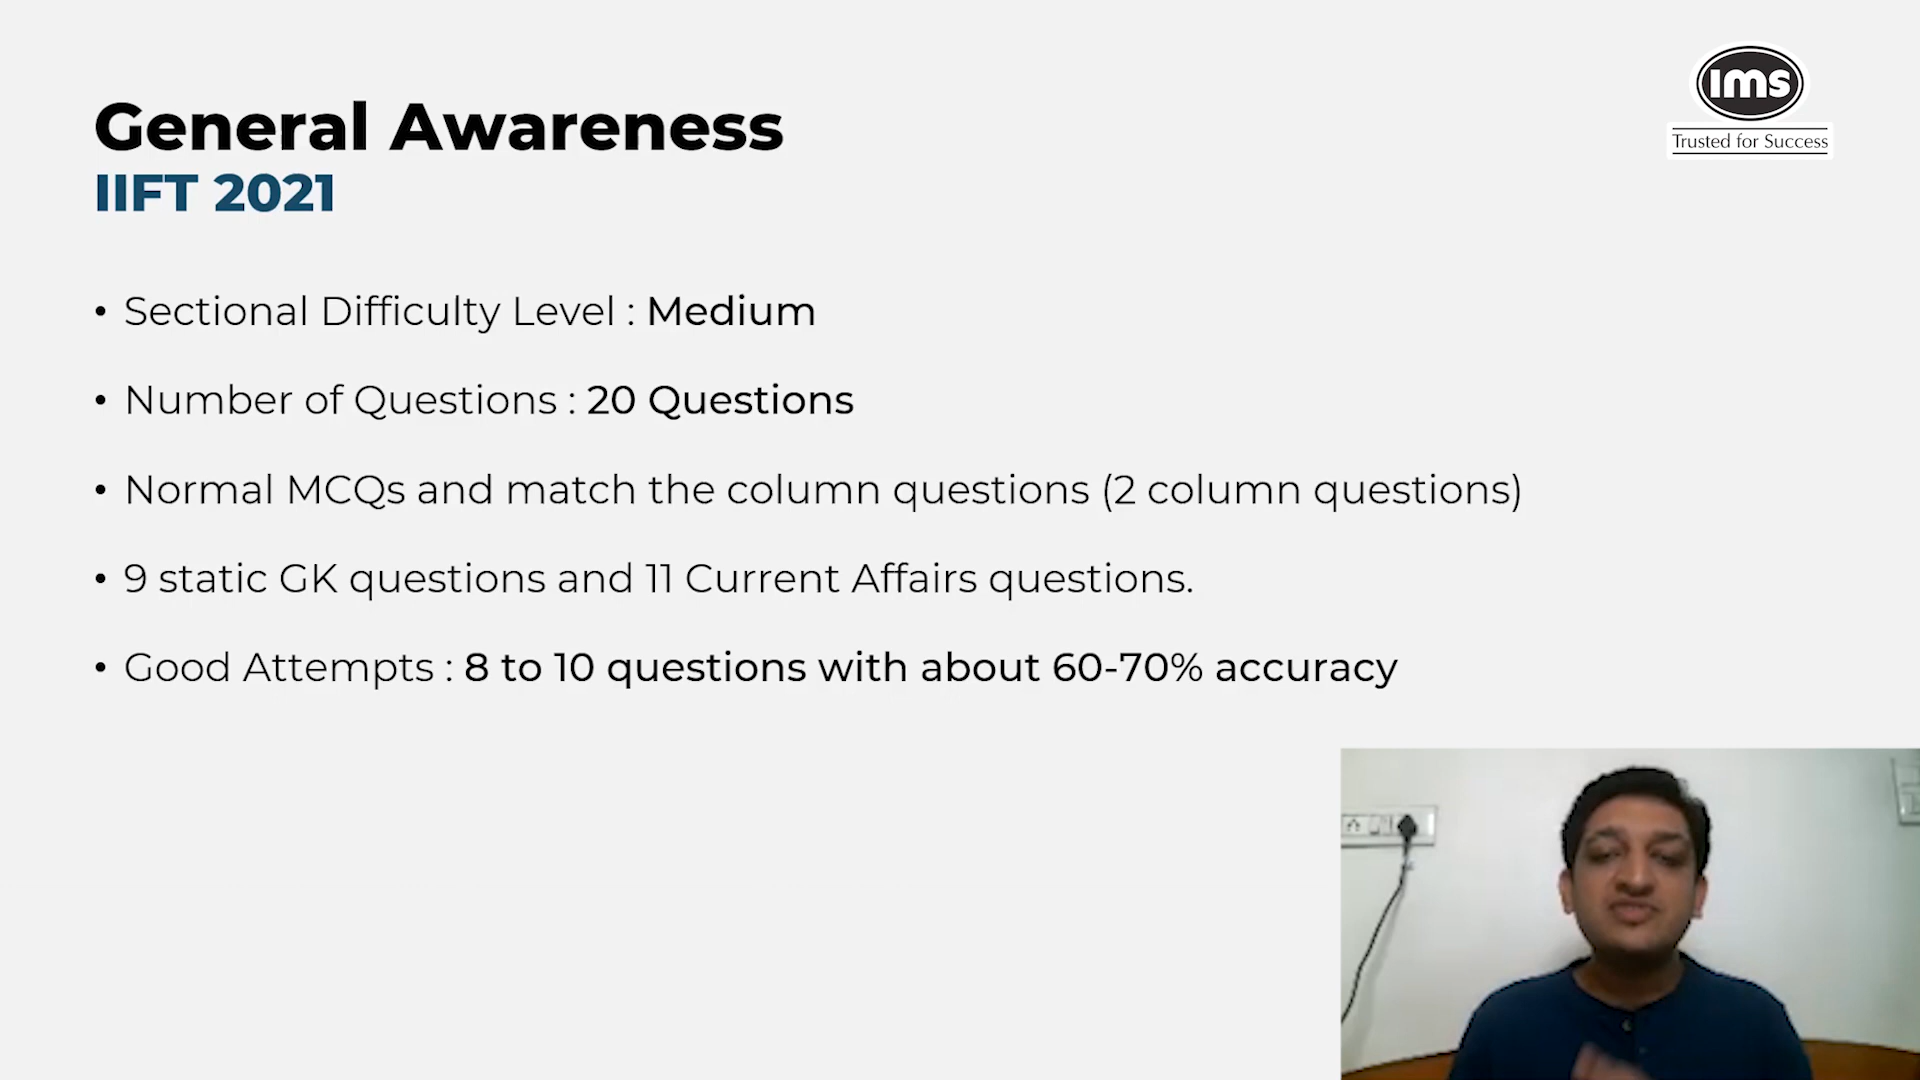 ims
Trusted for Success
General Awareness
IIFT 2021
• Sectional Difficulty Level : Medium
• Number of Questions : 20 Questions
• Normal MCQs and match the column questions (2 column questions)
• 9 static GK questions and 11 Current Affairs questions.
• Good Attempts : 8 to 10 questions with about 60-70% accuracy